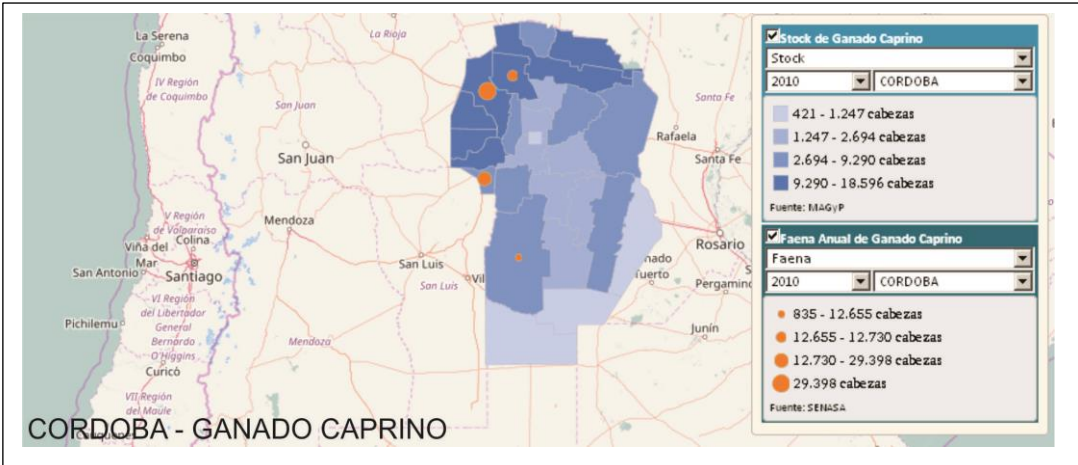 La Serena
Coquimbo
La Rioja
IV Región
de Coquimbo
San Juan
San Juan
Santa Fe
Rafaela
Santa Fe
V Región
de Valparaíso
Mendoza
Viña del
Mar
Colina
San Antonio
Santiago
San Luis
San Luis
Vil
Rosario
nado
uerto
Pergamino
VI Región
del Libertador
General
Bernardo
O'Higgins
Pichilemu
Junín
Mendoza
Curicó
VII Región
del Maule
CORDOBA - GANADO CAPRINO
Stock de Ganado Caprino
Stock
2010 CORDOBA
421 - 1.247 cabezas
1.247 - 2.694 cabezas
2.694 - 9.290 cabezas
9.290 - 18.596 cabezas
Fuente: MAGyP
Faena Anual de Ganado Caprino
Faena
2010 CORDOBA
835 - 12.655 cabezas
12.655 - 12.730 cabezas
12.730 - 29.398 cabezas
29.398 cabezas
Fuente: SENASA